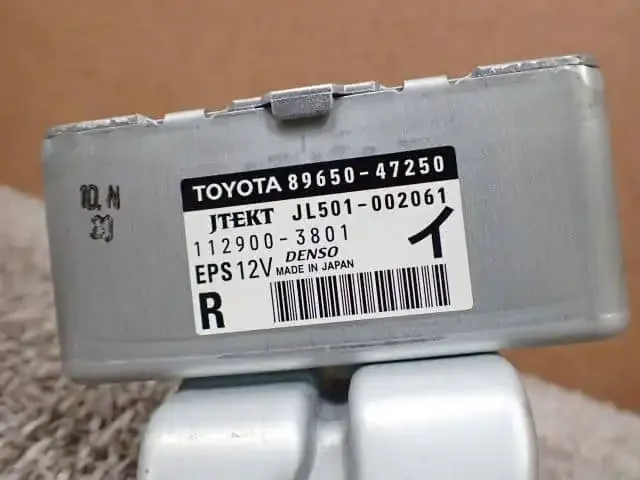 TOYOTA 89650-47250
JTEKT JL501-002061
112900-3801
イ
EPS 12V DENSO
MADE IN JAPAN
R
10. N